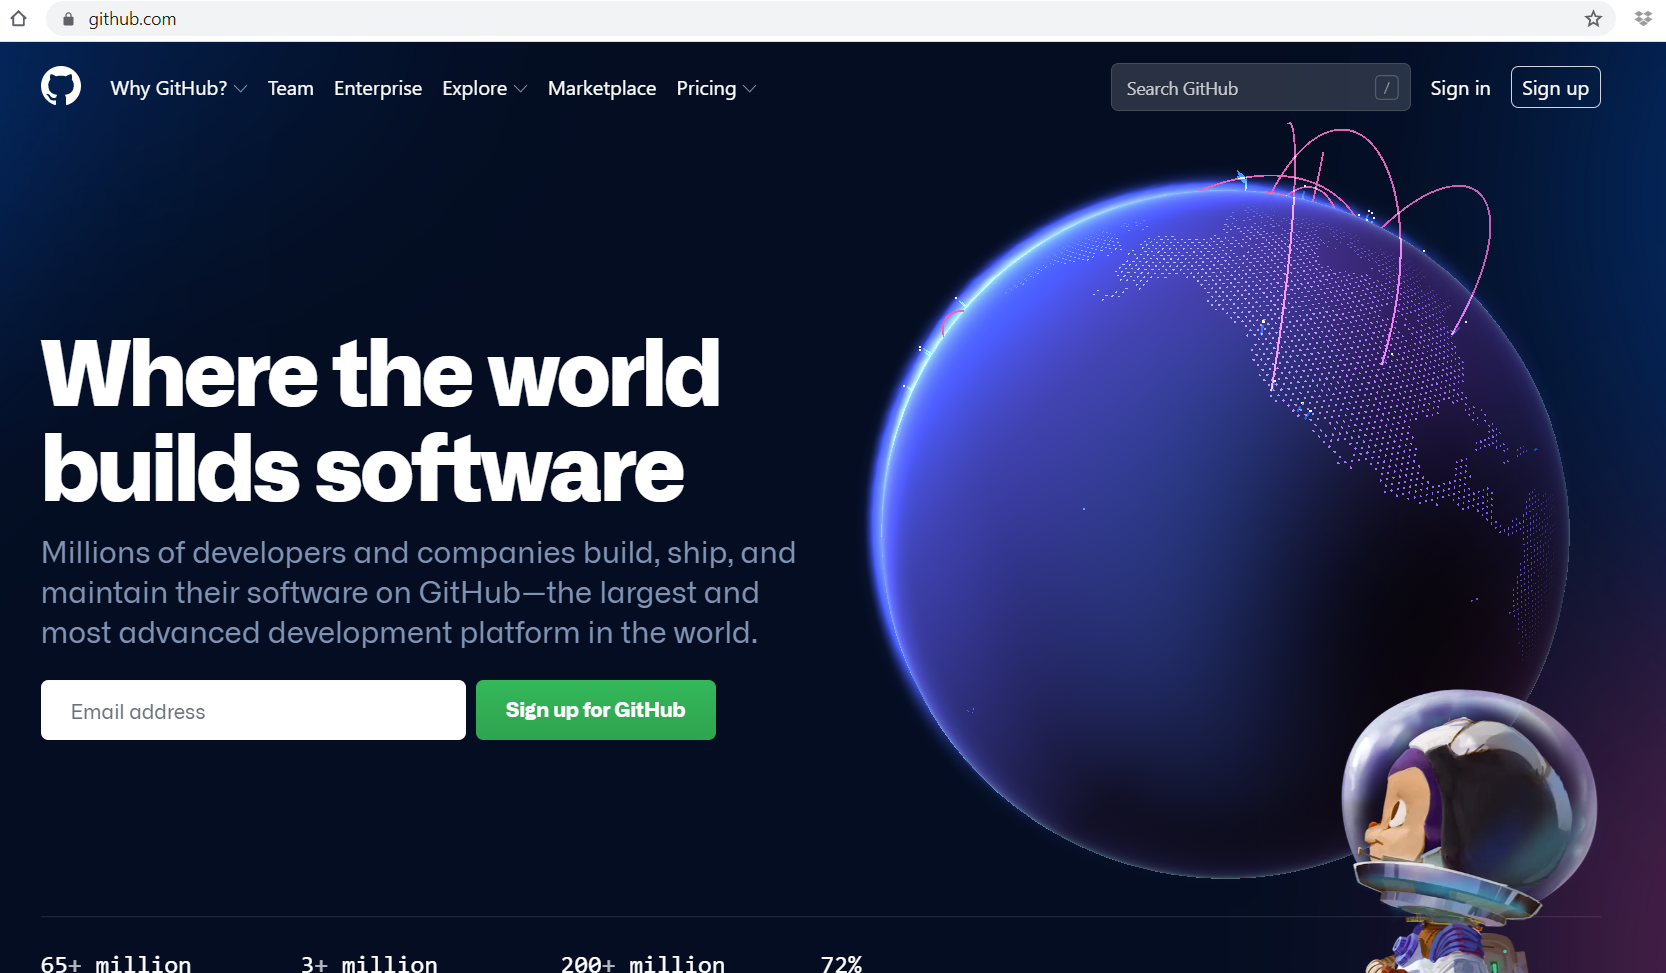 github.com
Why GitHub? Team Enterprise Explore Marketplace Pricing Search GitHub / Sign in Sign up
Where the world
builds software
Millions of developers and companies build, ship, and
maintain their software on GitHub—the largest and
most advanced development platform in the world.
Email address Sign up for GitHub
65+ million 3+ million 200+ million 72%